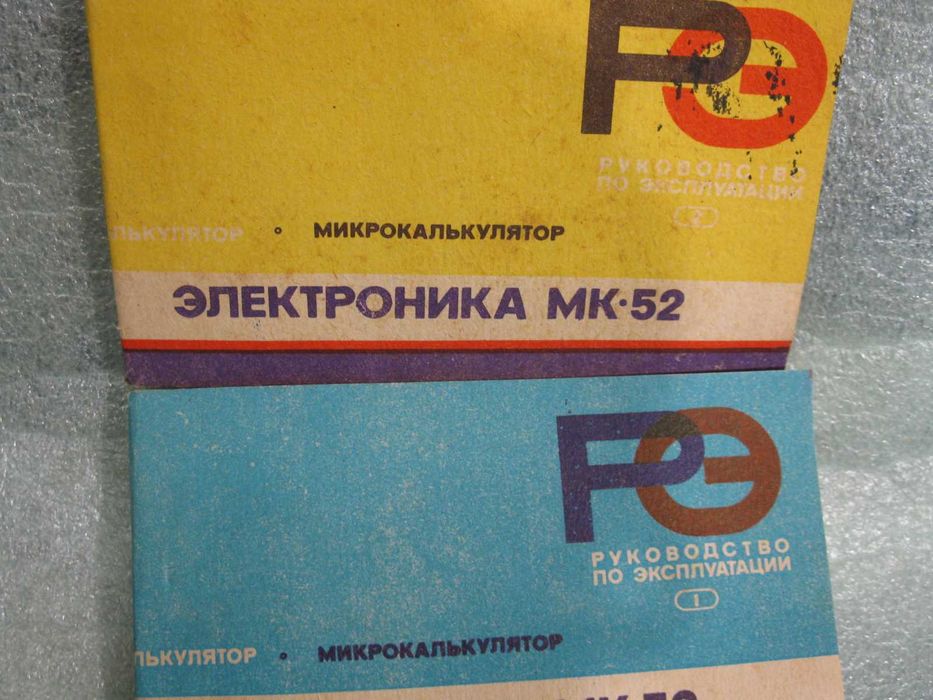 РЭ
РУКОВОДСТВО
ПО ЭКСПЛУАТАЦИИ
2
ЛЬКУЛЯТОР • МИКРОКАЛЬКУЛЯТОР
ЭЛЕКТРОНИКА МК·52
РЭ
РУКОВОДСТВО
ПО ЭКСПЛУАТАЦИИ
1
ЛЬКУЛЯТОР • МИКРОКАЛЬКУЛЯТОР